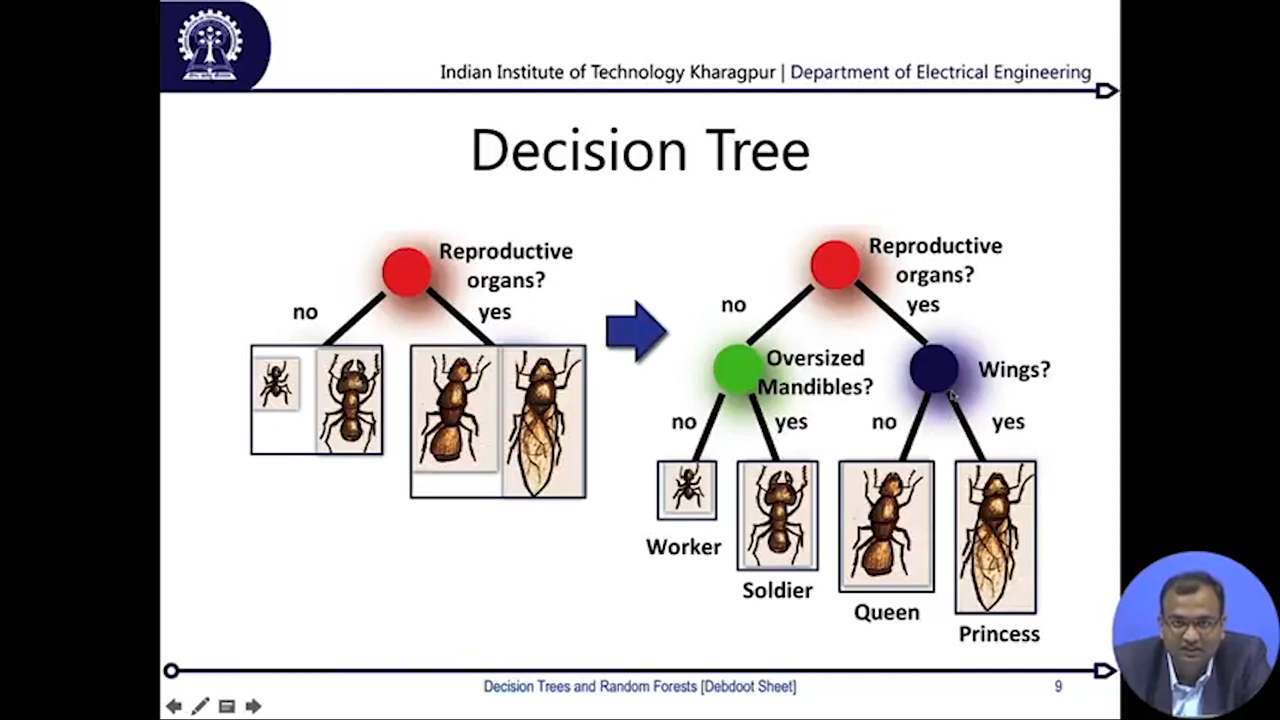 Indian Institute of Technology Kharagpur | Department of Electrical Engineering
Decision Tree
Reproductive
organs?
no
yes
Reproductive
organs?
no
yes
Oversized
Mandibles?
Wings?
no
yes
no
yes
Worker
Soldier
Queen
Princess
Decision Trees and Random Forests [Debdoot Sheet]
9